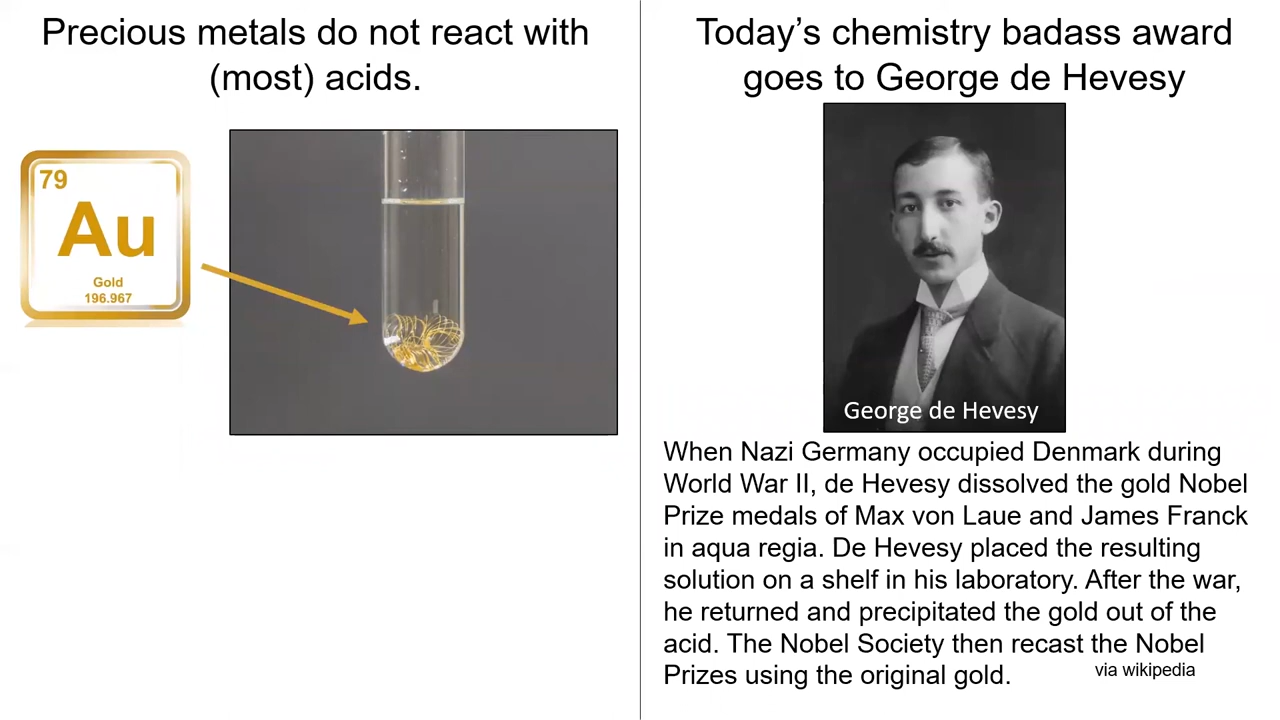 Precious metals do not react with
(most) acids.
79
Au
Gold
196.967
Today’s chemistry badass award
goes to George de Hevesy
George de Hevesy
When Nazi Germany occupied Denmark during
World War II, de Hevesy dissolved the gold Nobel
Prize medals of Max von Laue and James Franck
in aqua regia. De Hevesy placed the resulting
solution on a shelf in his laboratory. After the war,
he returned and precipitated the gold out of the
acid. The Nobel Society then recast the Nobel
Prizes using the original gold.
via wikipedia